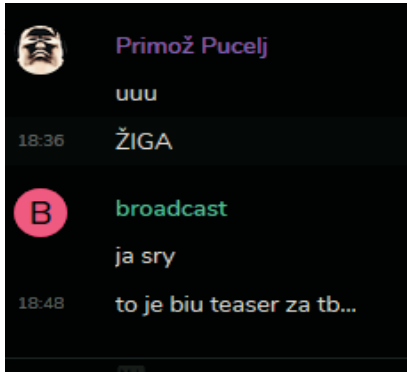 Primož Pucelj
uuu
18:36 ŽIGA
B broadcast
ja sry
18:48 to je biu teaser za tb...